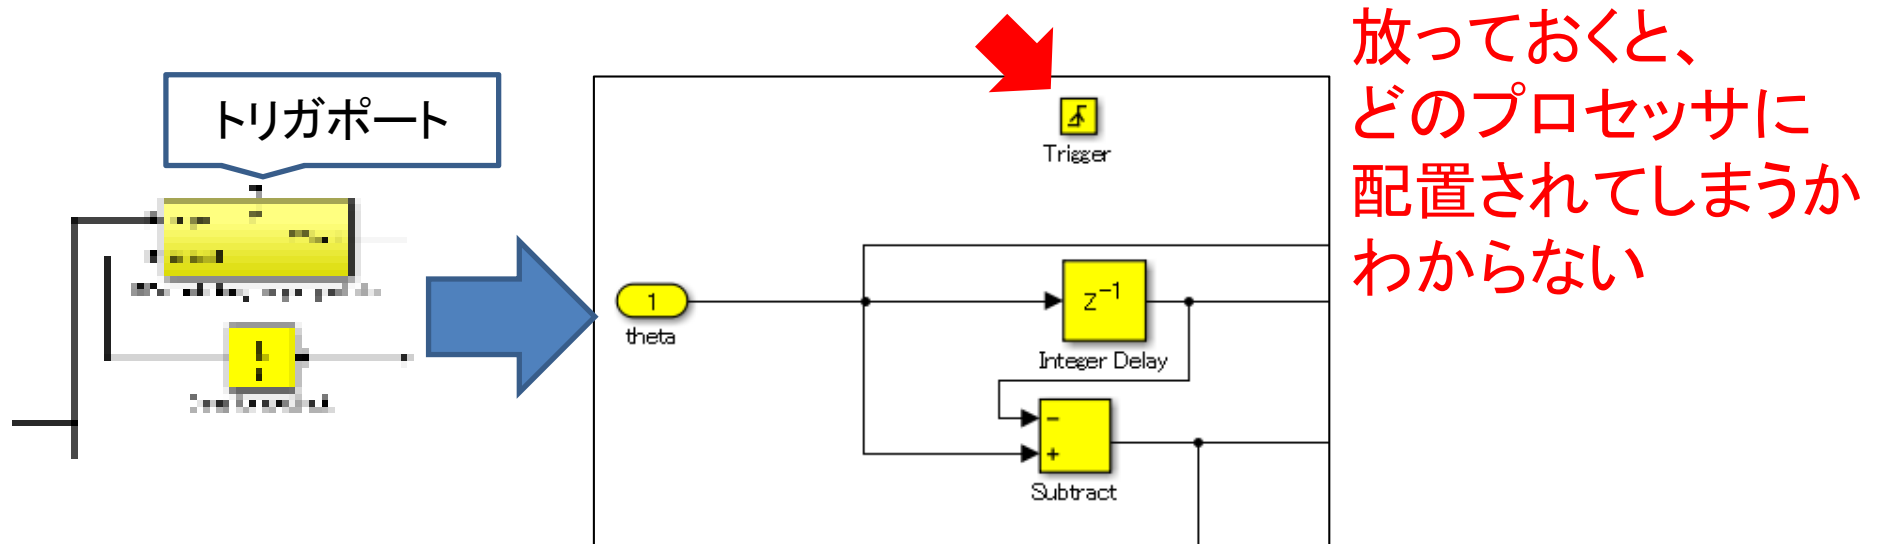 トリガポート
放っておくと、
どのプロセッサに
配置されてしまうか
わからない
Trigger
1
theta
z-1
Integer Delay
−
+
Subtract